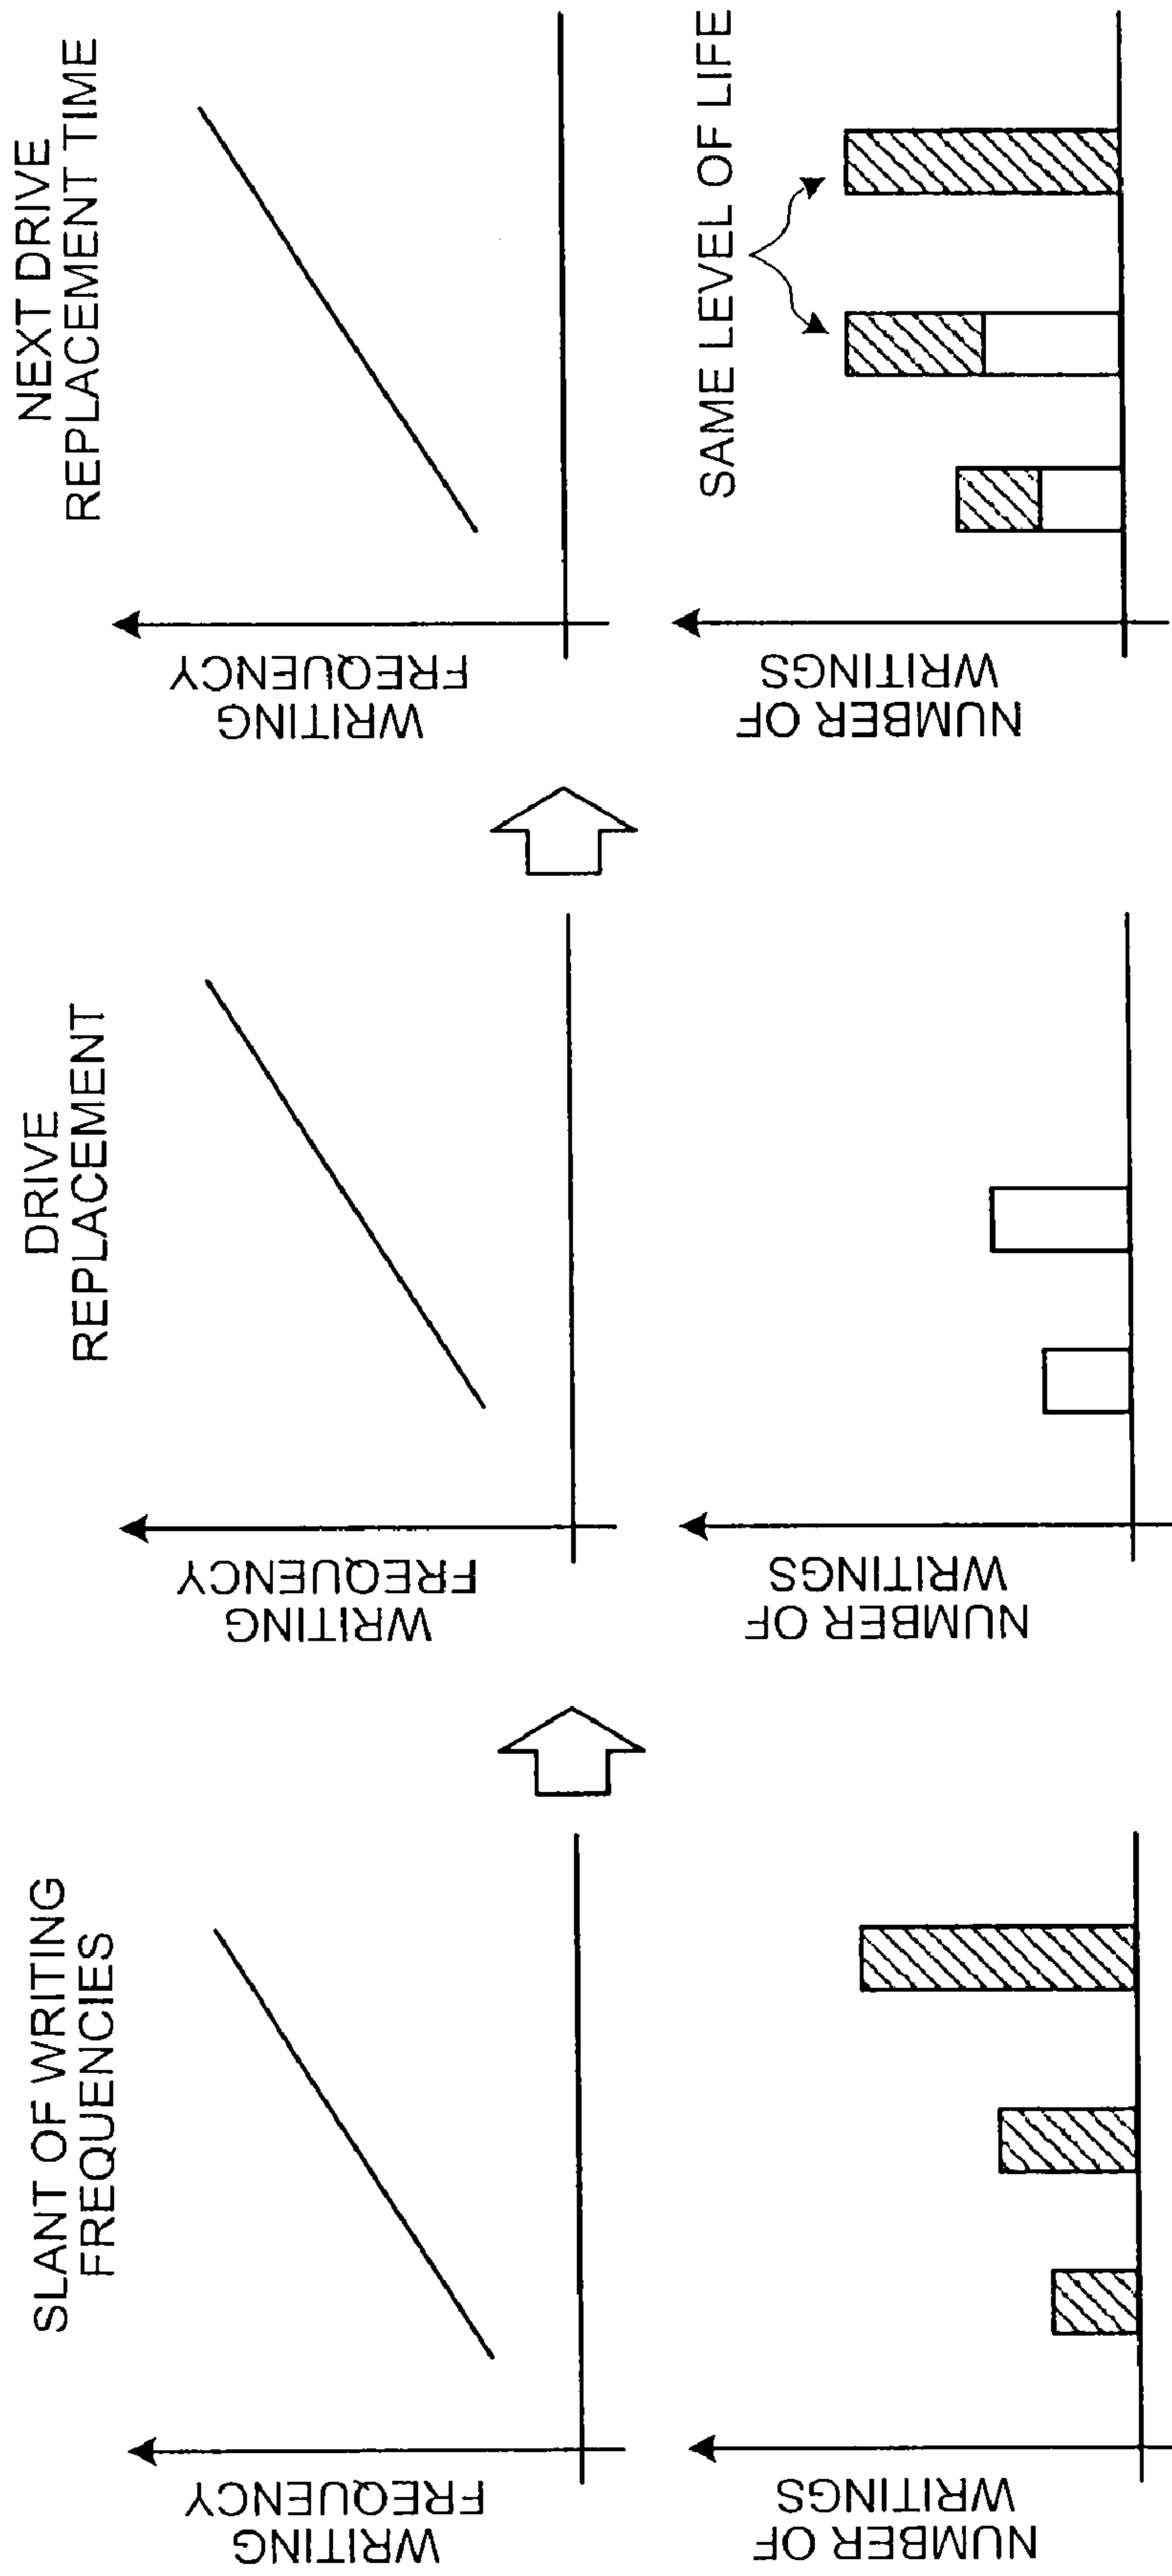 SLANT OF WRITING
FREQUENCIES
WRITING
FREQUENCY
NUMBER OF
WRITINGS
DRIVE
REPLACEMENT
WRITING
FREQUENCY
NUMBER OF
WRITINGS
NEXT DRIVE
REPLACEMENT TIME
WRITING
FREQUENCY
NUMBER OF
WRITINGS
SAME LEVEL OF LIFE